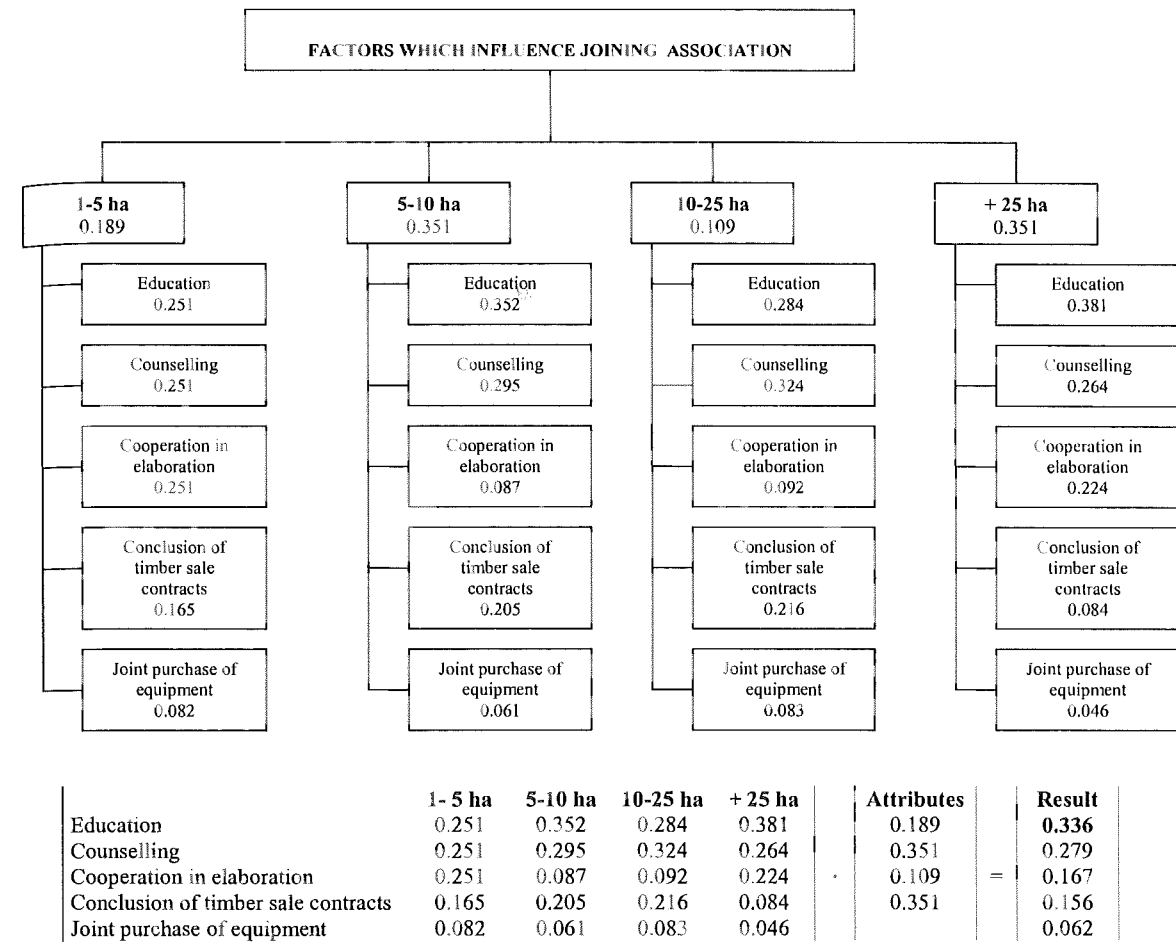 FACTORS WHICH INFLUENCE JOINING ASSOCIATION
1-5 ha
0.189
5-10 ha
0.351
10-25 ha
0.109
+ 25 ha
0.351
Education
0.251
Counselling
0.251
Cooperation in
elaboration
0.251
Conclusion of
timber sale
contracts
0.165
Joint purchase of
equipment
0.082
Education
0.352
Counselling
0.295
Cooperation in
elaboration
0.087
Conclusion of
timber sale
contracts
0.205
Joint purchase of
equipment
0.061
Education
0.284
Counselling
0.324
Cooperation in
elaboration
0.092
Conclusion of
timber sale
contracts
0.216
Joint purchase of
equipment
0.083
Education
0.381
Counselling
0.264
Cooperation in
elaboration
0.224
Conclusion of
timber sale
contracts
0.084
Joint purchase of
equipment
0.046
1- 5 ha 5-10 ha 10-25 ha + 25 ha Attributes Result
Education 0.251 0.352 0.284 0.381 0.189 0.336
Counselling 0.251 0.295 0.324 0.264 0.351 0.279
Cooperation in elaboration 0.251 0.087 0.092 0.224 · 0.109 = 0.167
Conclusion of timber sale contracts 0.165 0.205 0.216 0.084 0.351 0.156
Joint purchase of equipment 0.082 0.061 0.083 0.046 0.062